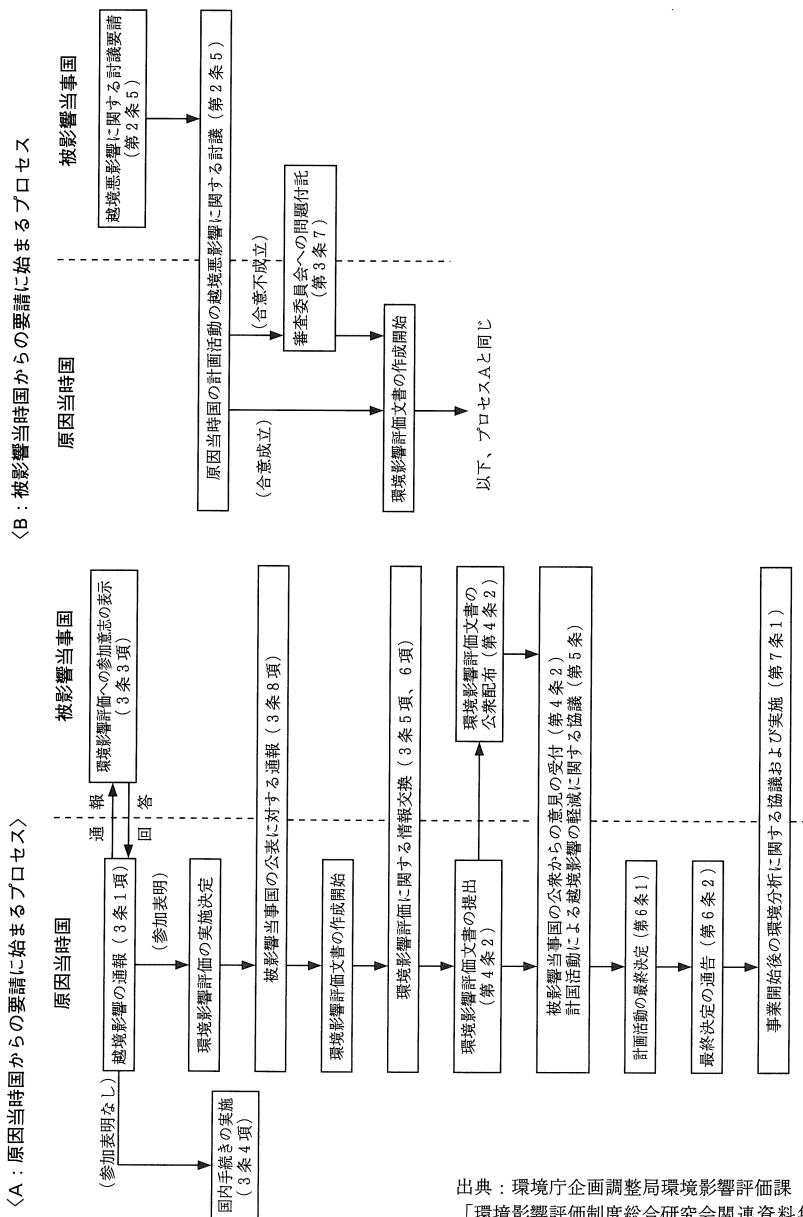 〈A：原因当時国からの要請に始まるプロセス〉
原因当時国
被影響当事国
越境影響の通報（3条1項）
通　報
回　答
環境影響評価への参加意志の表示
（3条3項）
（参加表明なし）
国内手続きの実施
（3条4項）
（参加表明）
環境影響評価の実施決定
被影響当事国の公表に対する通報（3条8項）
環境影響評価文書の作成開始
環境影響評価に関する情報交換（3条5項、6項）
環境影響評価文書の提出
（第4条2）
環境影響評価文書の
公衆配布（第4条2）
被影響当事国の公衆からの意見の受付（第4条2）
計国活動による越境影響の軽減に関する協議（第5条）
計画活動の最終決定（第6条1）
最終決定の通告（第6条2）
事業開始後の環境分析に関する協議および実施（第7条1）
〈B：被影響当時国からの要請に始まるプロセス
原因当時国
被影響当事国
越境悪影響に関する討議要請
（第2条5）
原因当時国の計画活動の越境悪影響に関する討議（第2条5）
（合意成立）
（合意不成立）
審査委員会への問題付託
（第3条7）
環境影響評価文書の作成開始
以下、プロセスAと同じ
出典：環境庁企画調整局環境影響評価課
「環境影響評価制度総合研究会関連資料集